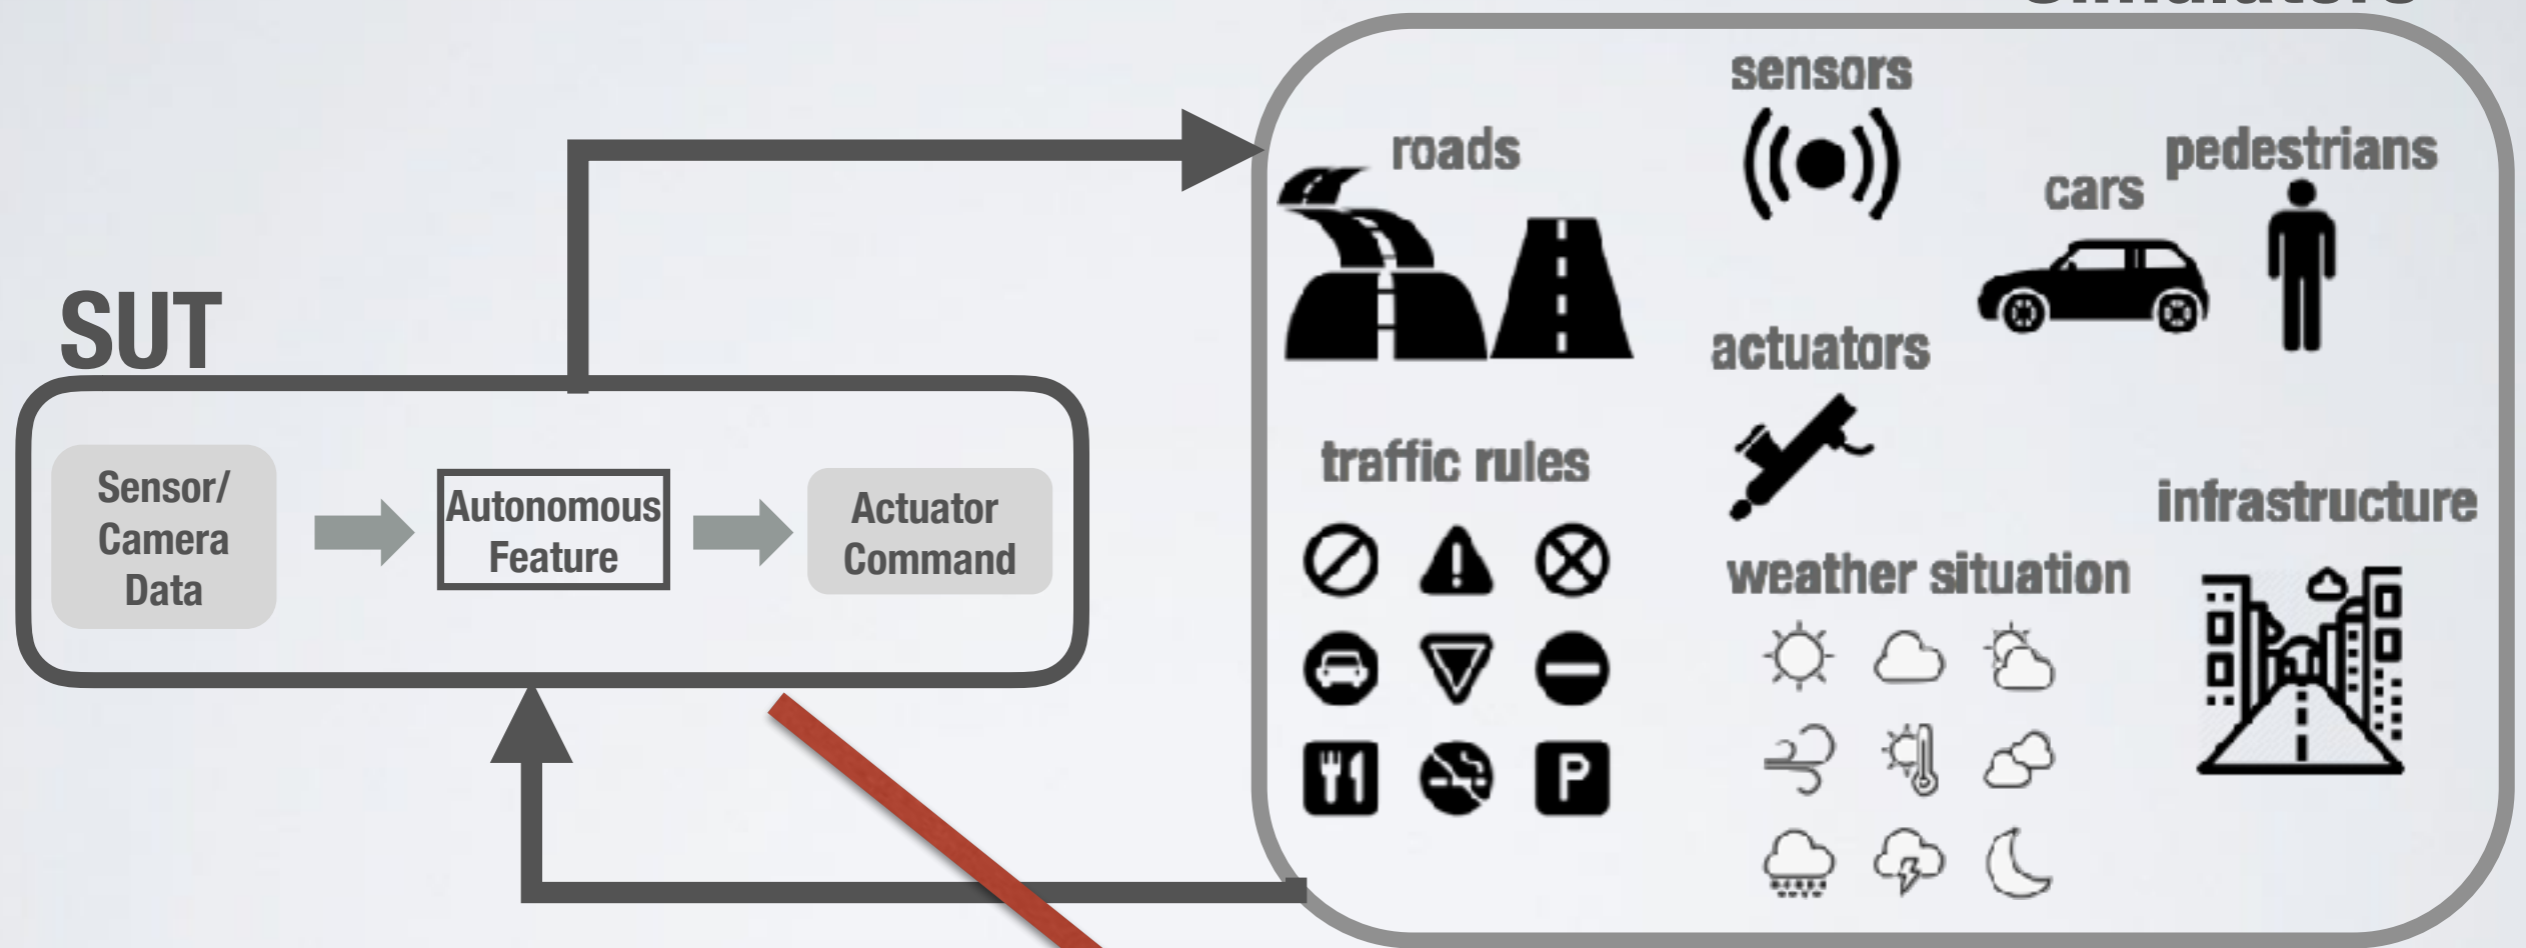 SUT
Sensor/
Camera
Data
Autonomous
Feature
Actuator
Command
sensors
roads
pedestrians
cars
actuators
traffic rules
infrastructure
weather situation
P